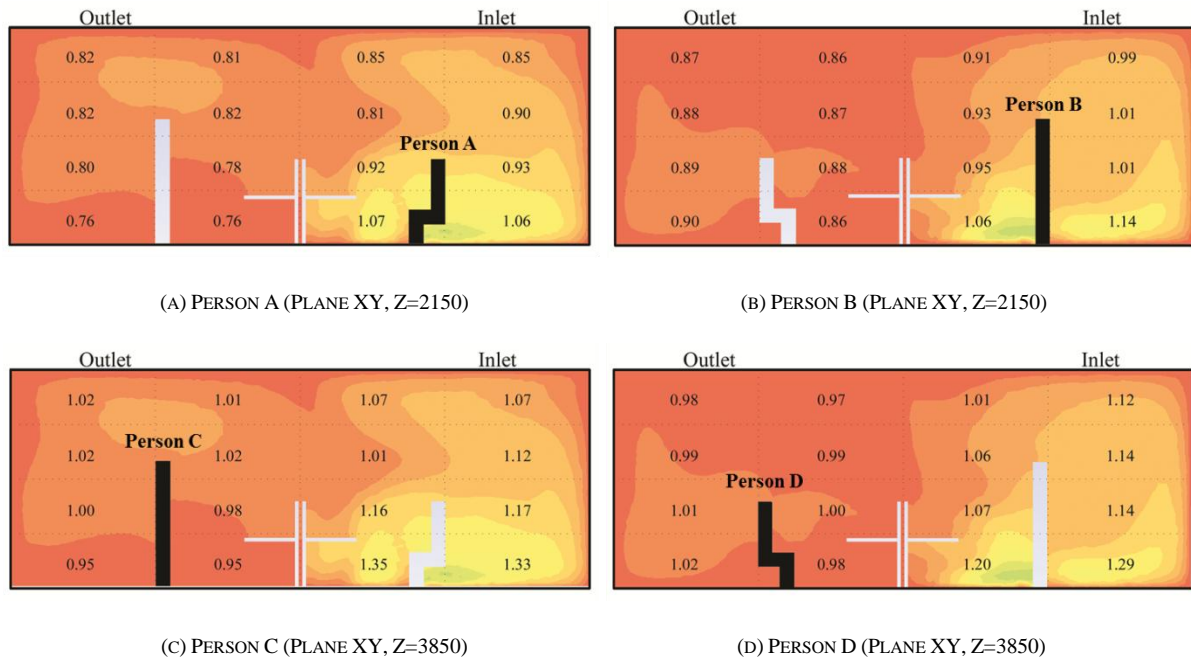 Outlet Inlet
0.82 0.81 0.85 0.85
0.82 0.82 0.81 0.90
Person A
0.80 0.78 0.92 0.93
0.76 0.76 1.07 1.06
(A) PERSON A (PLANE XY, Z=2150)
Outlet Inlet
0.87 0.86 0.91 0.99
Person B
0.88 0.87 0.93 1.01
0.89 0.88 0.95 1.01
0.90 0.86 1.06 1.14
(B) PERSON B (PLANE XY, Z=2150)
Outlet Inlet
1.02 1.01 1.07 1.07
Person C
1.02 1.02 1.01 1.12
1.00 0.98 1.16 1.17
0.95 0.95 1.35 1.33
(C) PERSON C (PLANE XY, Z=3850)
Outlet Inlet
0.98 0.97 1.01 1.12
0.99 0.99 1.06 1.14
Person D
1.01 1.00 1.07 1.14
1.02 0.98 1.20 1.29
(D) PERSON D (PLANE XY, Z=3850)